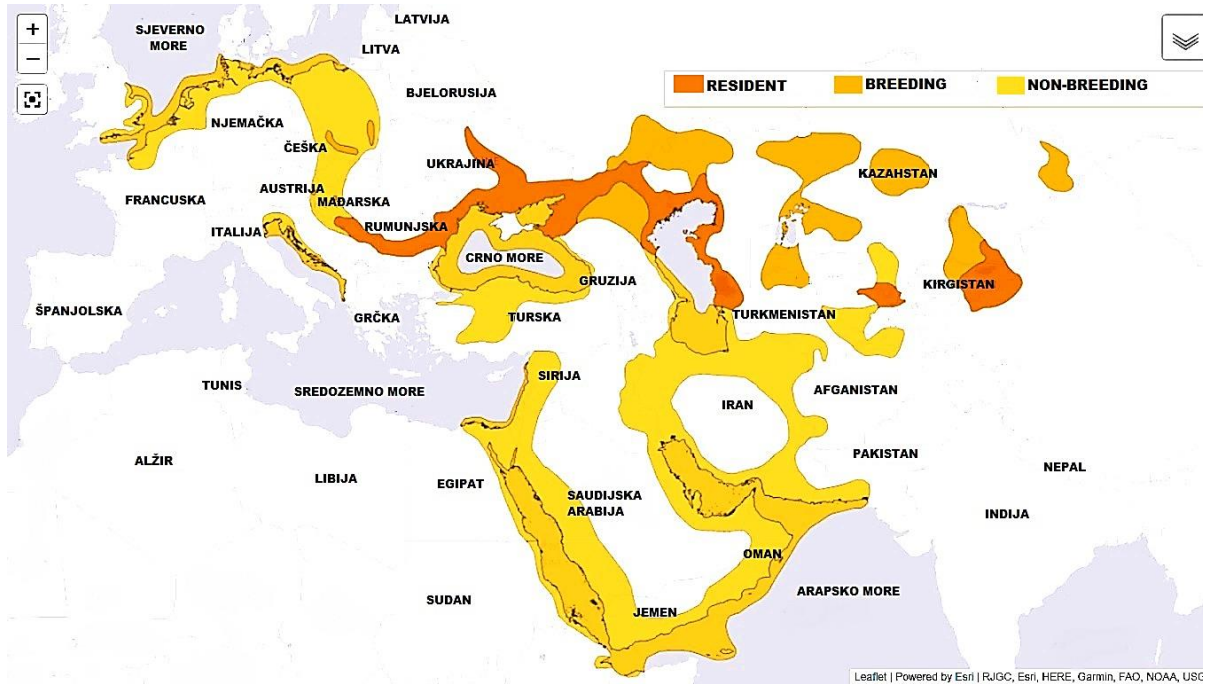 +
−
LATVIJA
SJEVERNO
MORE
LITVA
RESIDENT
BREEDING
NON-BREEDING
BJELORUSIJA
NJEMAČKA
ČEŠKA
UKRAJINA
KAZAHSTAN
AUSTRIJA
MAĐARSKA
FRANCUSKA
RUMUNJSKA
ITALIJA
CRNO MORE
GRUZIJA
KIRGISTAN
ŠPANJOLSKA
GRČKA
TURSKA
TURKMENISTAN
TUNIS
SREDOZEMNO MORE
SIRIJA
AFGANISTAN
IRAN
ALŽIR
LIBIJA
EGIPAT
PAKISTAN
NEPAL
SAUDIJSKA
ARABIJA
INDIJA
OMAN
SUDAN
JEMEN
ARAPSKO MORE
Leaflet | Powered by Esri | RJGC, Esri, HERE, Garmin, FAO, NOAA, USG